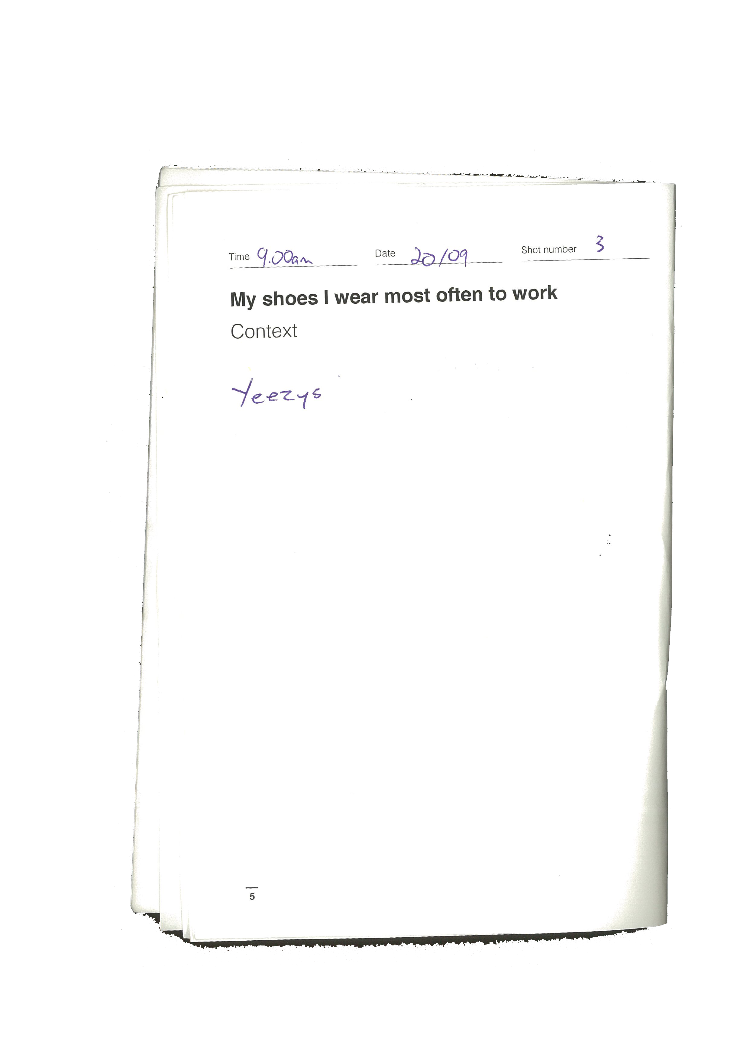 Time 9.00am Date 20/09 Shot number 3
My shoes I wear most often to work
Context
Yeezys
5